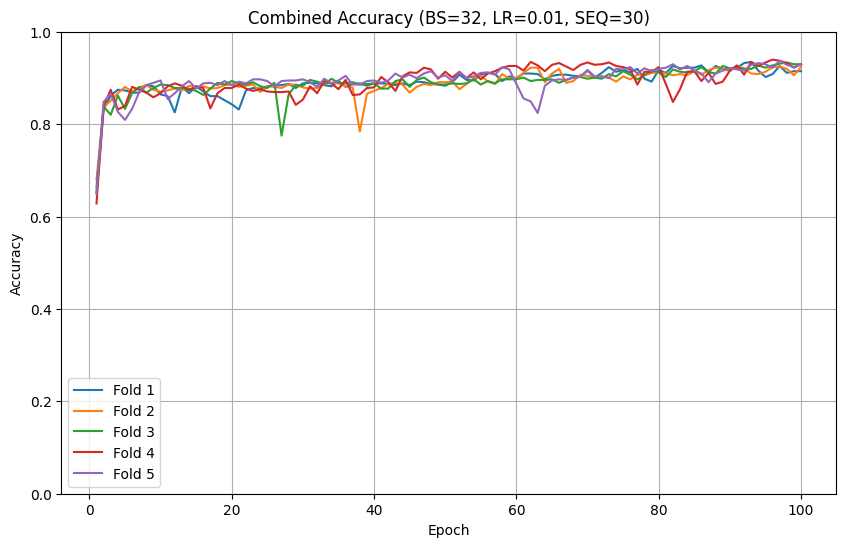 Combined Accuracy (BS=32, LR=0.01, SEQ=30)
1.0
0.8
0.6
0.4
0.2
0.0
Accuracy
Fold 1
Fold 2
Fold 3
Fold 4
Fold 5
0 20 40 60 80 100
Epoch